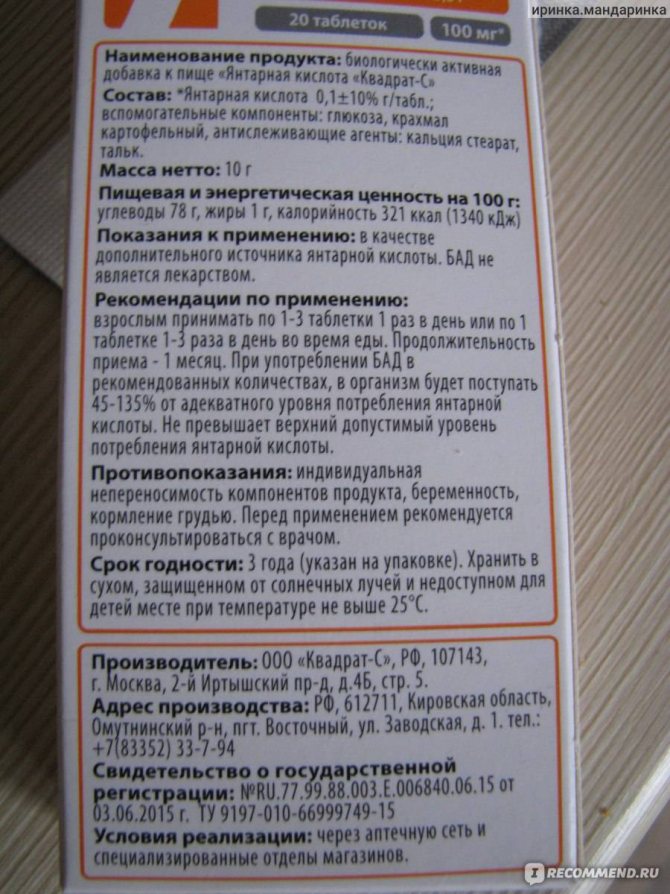 иринка.мандаринка
20 таблеток
100 мг*
Наименование продукта: биологически активная
добавка к пище «Янтарная кислота «Квадрат-С»
Состав: *Янтарная кислота 0,1±10% г/табл.;
вспомогательные компоненты: глюкоза, крахмал
картофельный, антислеживающие агенты: кальция стеарат,
тальк.
Масса нетто: 10 г
Пищевая и энергетическая ценность на 100 г:
углеводы 78 г, жиры 1 г, калорийность 321 ккал (1340 кДж)
Показания к применению: в качестве
дополнительного источника янтарной кислоты. БАД не
является лекарством.
Рекомендации по применению:
взрослым принимать по 1-3 таблетки 1 раз в день или по 1
таблетке 1-3 раза в день во время еды. Продолжительность
приема - 1 месяц. При употреблении БАД в
рекомендованных количествах, в организм будет поступать
45-135% от адекватного уровня потребления янтарной
кислоты. Не превышает верхний допустимый уровень
потребления янтарной кислоты.
Противопоказания: индивидуальная
непереносимость компонентов продукта, беременность,
кормление грудью. Перед применением рекомендуется
проконсультироваться с врачом.
Срок годности: 3 года (указан на упаковке). Хранить в
сухом, защищенном от солнечных лучей и недоступном для
детей месте при температуре не выше 25°С.
Производитель: ООО «Квадрат-С», РФ, 107143,
г. Москва, 2-й Иртышский пр-д, д.4Б, стр. 5.
Адрес производства: РФ, 612711, Кировская область,
Омутнинский р-н, пгт. Восточный, ул. Заводская, д. 1. тел.:
+7(83352) 33-7-94
Свидетельство о государственной
регистрации: №RU.77.99.88.003.Е.006840.06.15 от
03.06.2015 г. ТУ 9197-010-66999749-15
Условия реализации: через аптечную сеть и
специализированные отделы магазинов.
IRECOMMEND.RU